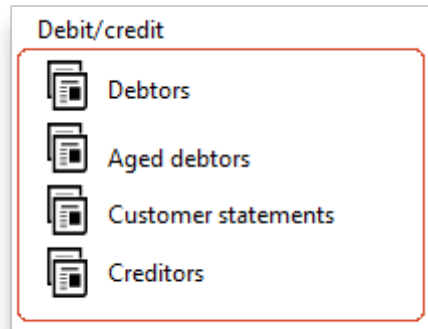 Debit/credit
Debtors
Aged debtors
Customer statements
Creditors